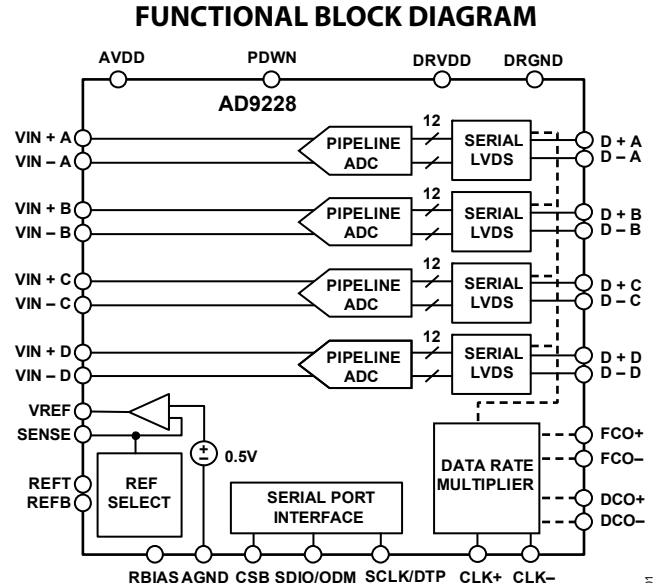 FUNCTIONAL BLOCK DIAGRAM
AVDD PDWN DRVDD DRGND
AD9228
12
VIN + A PIPELINE SERIAL D + A
VIN – A ADC LVDS D – A
12
VIN + B PIPELINE SERIAL D + B
VIN – B ADC LVDS D – B
12
VIN + C PIPELINE SERIAL D + C
VIN – C ADC LVDS D – C
12
VIN + D PIPELINE SERIAL D + D
VIN – D ADC LVDS D – D
VREF
SENSE FCO+
+
– 0.5V
FCO–
REFT REF DATA RATE
REFB SELECT MULTIPLIER
SERIAL PORT DCO+
INTERFACE DCO–
RBIAS AGND CSB SDIO/ODM SCLK/DTP CLK+ CLK–